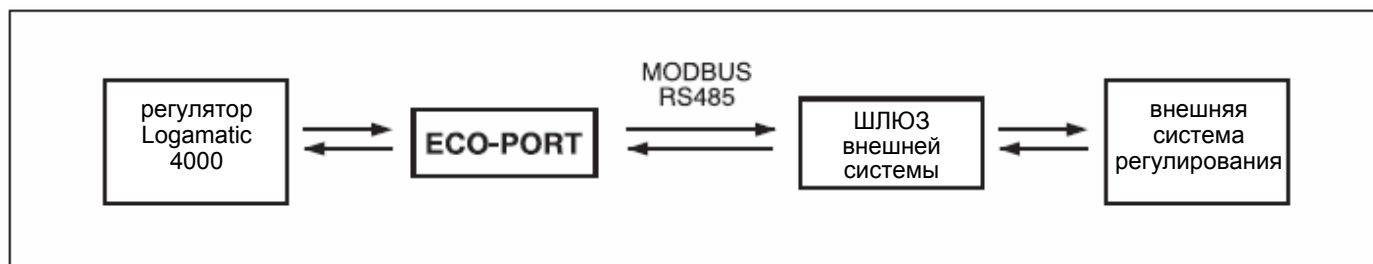 регулятор
Logamatic
4000
ECO-PORT
MODBUS
RS485
ШЛЮЗ
внешней
системы
внешняя
система
регулирования